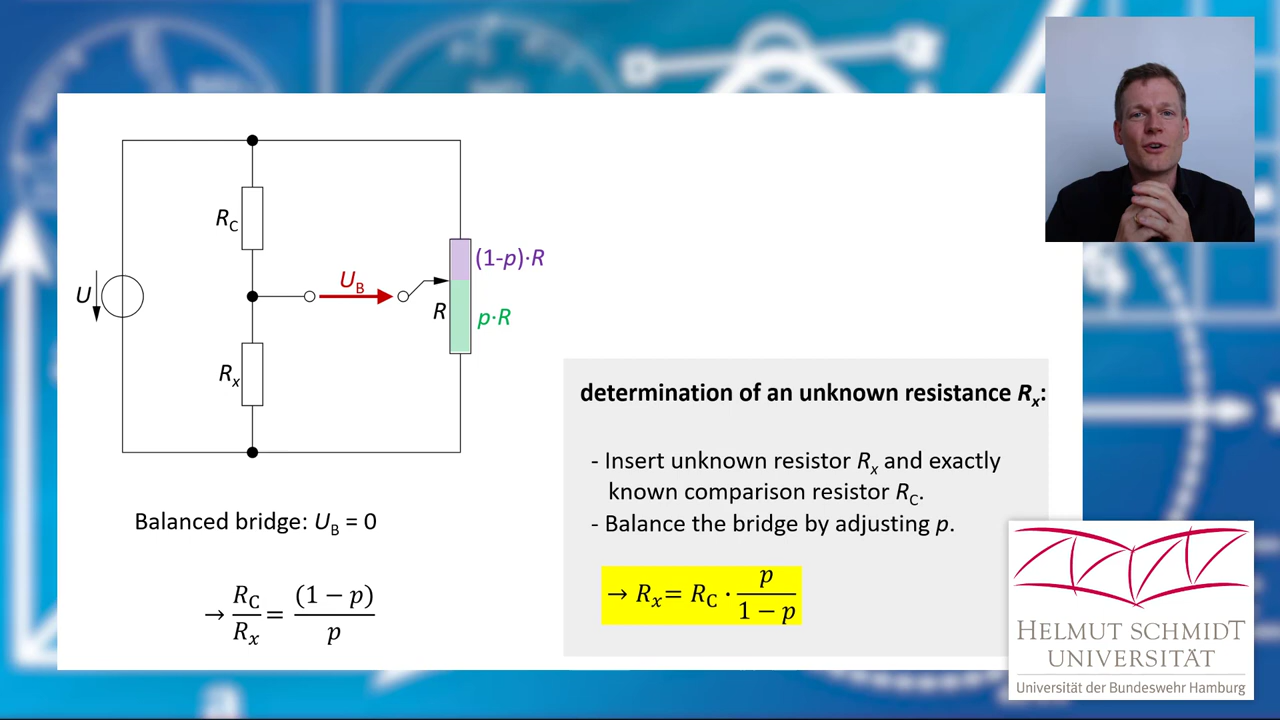 R_C
(1-p)·R
U
U_B
R
p·R
R_x
determination of an unknown resistance R_x:
- Insert unknown resistor R_x and exactly
known comparison resistor R_C.
- Balance the bridge by adjusting p.
→ R_x = R_C · p / (1 − p)
Balanced bridge: U_B = 0
→ R_C / R_x = (1 − p) / p
HELMUT SCHMIDT
UNIVERSITÄT
Universität der Bundeswehr Hamburg